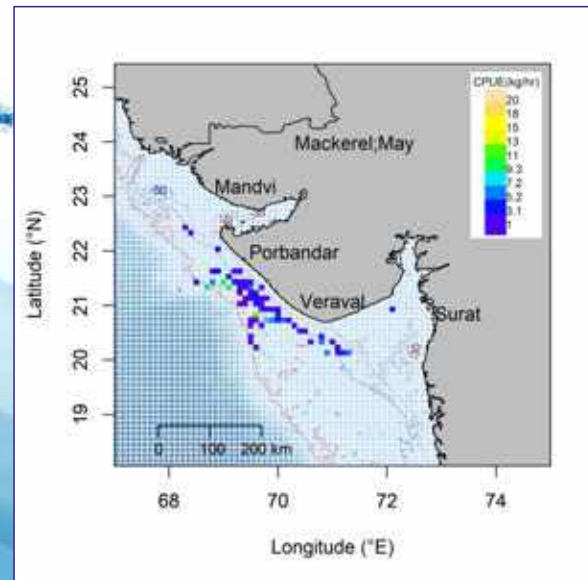 CPUE(kg/hr)
20
18
15
13
11
9.3
7.2
5.2
3.1
1
Mackerel;May
Mandvi
Porbandar
Veraval
Surat
25
24
23
22
21
20
19
Latitude (°N)
0 100 200 km
68 70 72 74
Longitude (°E)